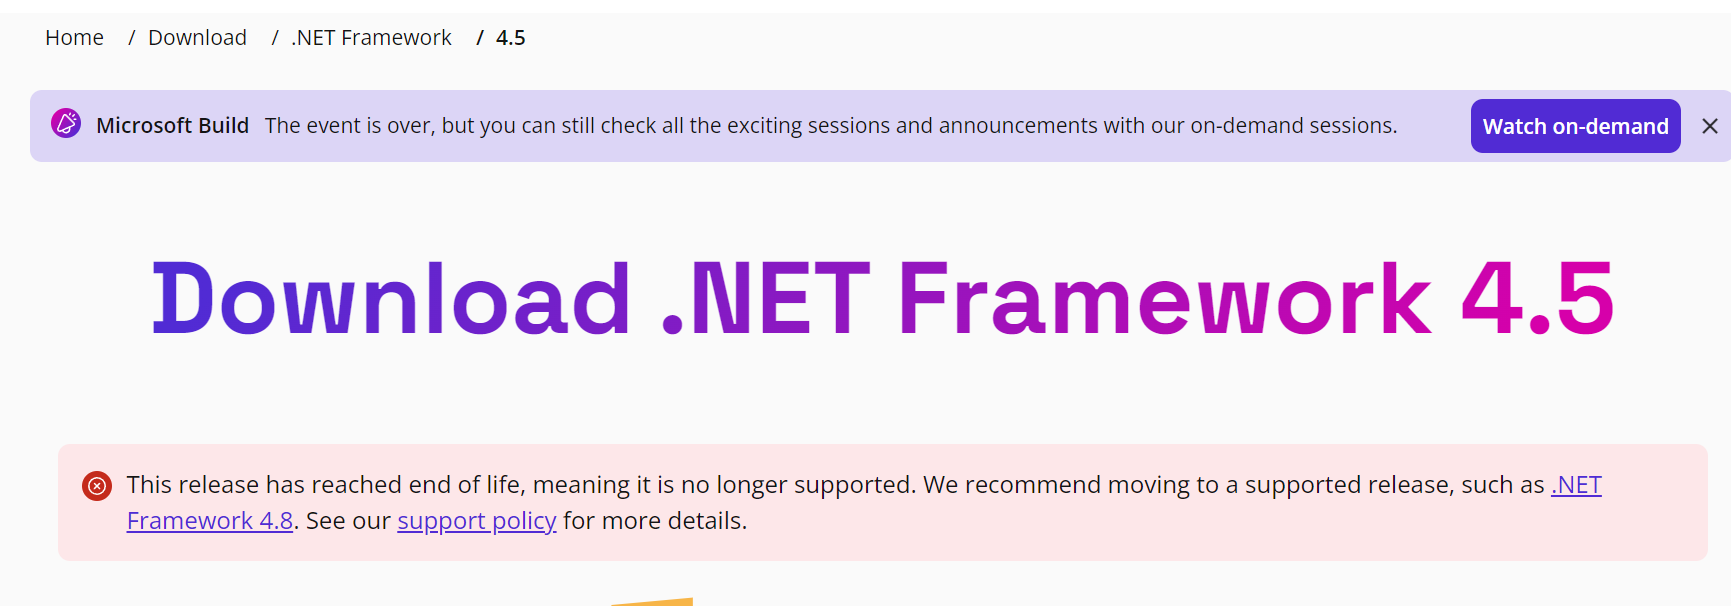 Home / Download / .NET Framework / 4.5
Microsoft Build The event is over, but you can still check all the exciting sessions and announcements with our on-demand sessions. Watch on-demand
Download .NET Framework 4.5
This release has reached end of life, meaning it is no longer supported. We recommend moving to a supported release, such as .NET
Framework 4.8. See our support policy for more details.